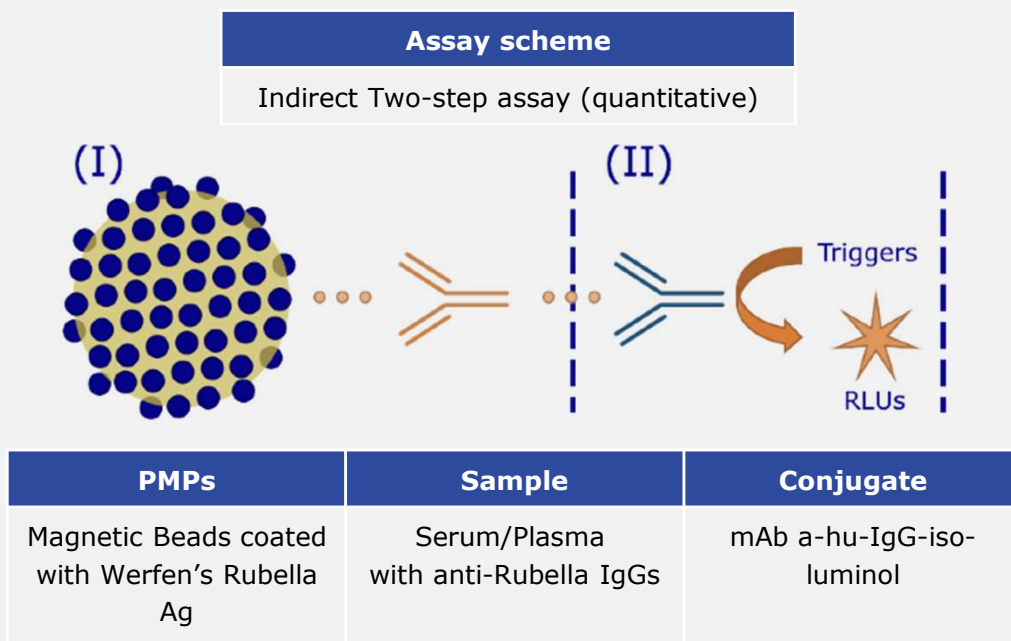 Assay scheme
Indirect Two-step assay (quantitative)
(I)
(II)
Triggers
RLUs
PMPs
Sample
Conjugate
Magnetic Beads coated
with Werfen's Rubella
Ag
Serum/Plasma
with anti-Rubella IgGs
mAb a-hu-IgG-iso-
luminol